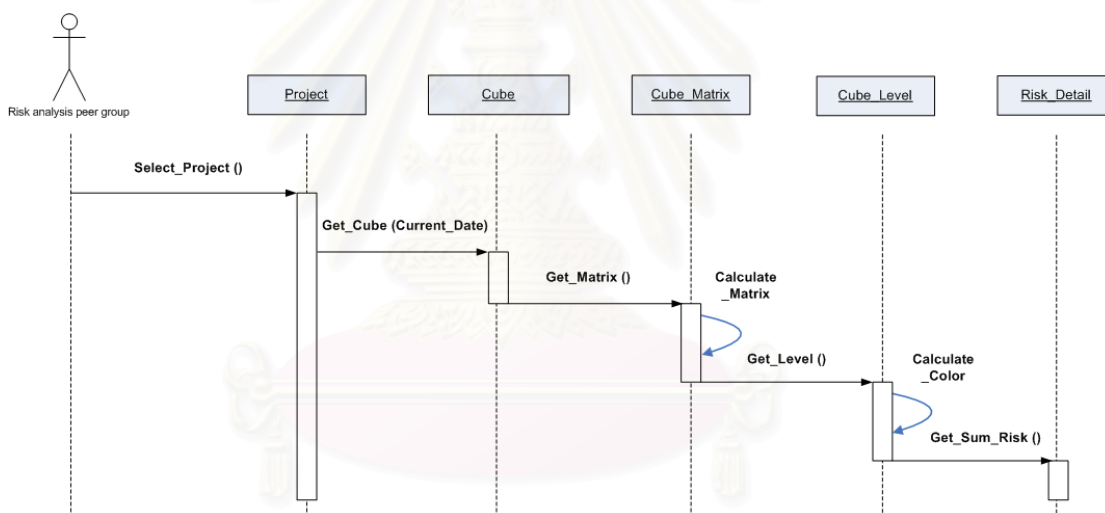 Risk analysis peer group
Project
Cube
Cube_Matrix
Cube_Level
Risk_Detail
Select_Project ()
Get_Cube (Current_Date)
Get_Matrix ()
Calculate
_Matrix
Get_Level ()
Calculate
_Color
Get_Sum_Risk ()